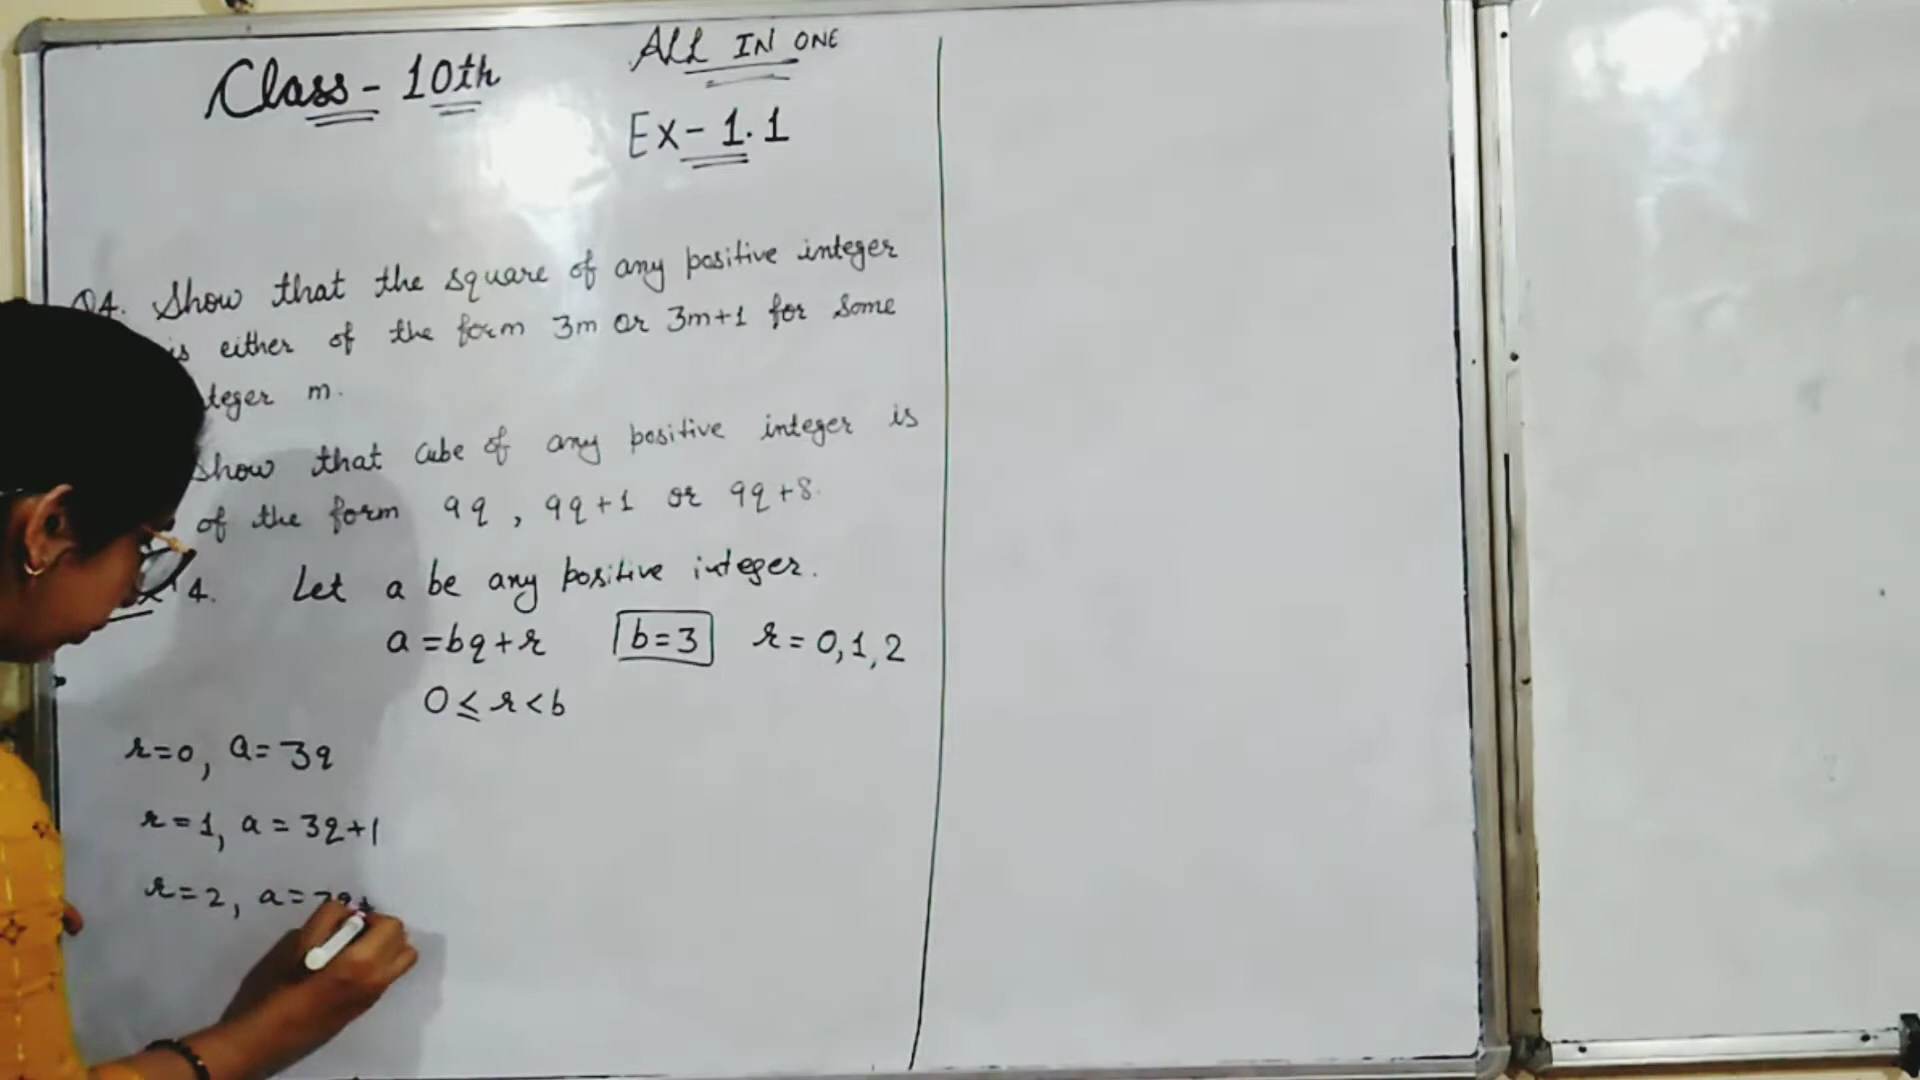 Class - 10th
ALL IN ONE
Ex - 1.1
Q4. Show that the square of any positive integer
is either of the form 3m or 3m+1 for some
teger m.
Show that cube of any positive integer is
of the form 9q, 9q+1 or 9q+8.
4. Let a be any positive integer.
a = bq + r b=3 r = 0,1,2
0 ≤ r < b
r=0, a= 3q
r=1, a = 3q+1
r=2, a=3q+